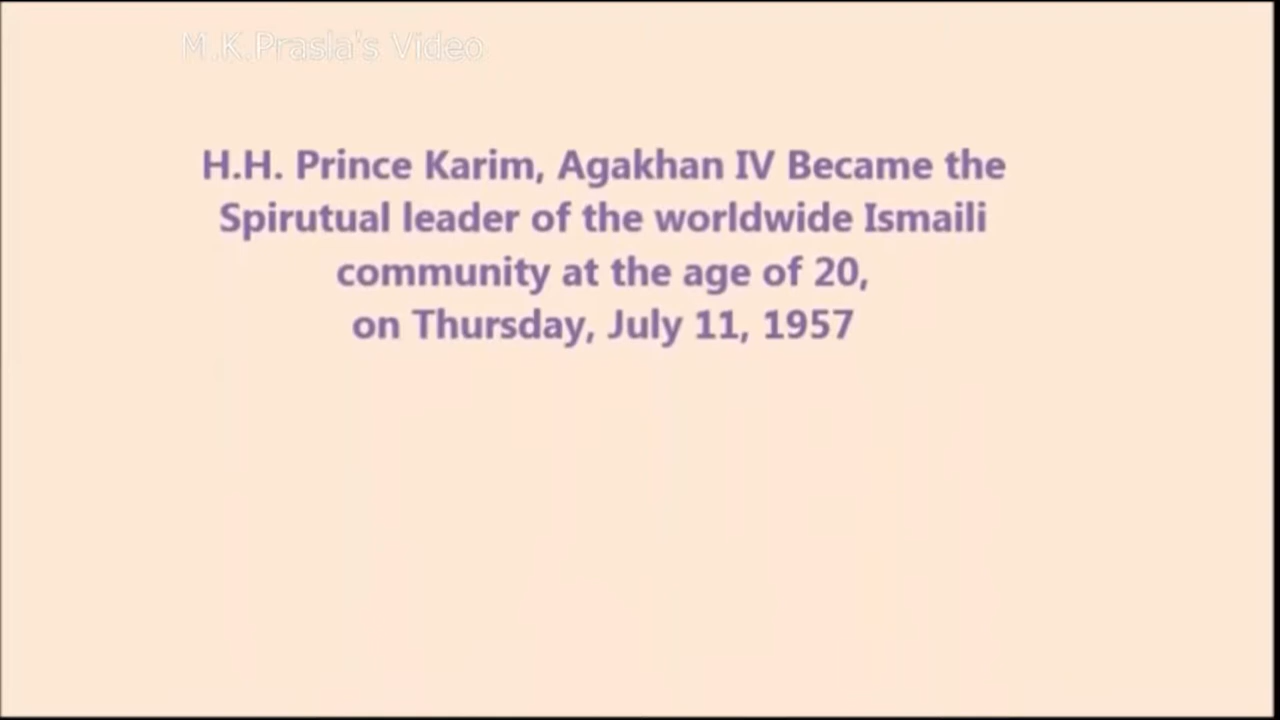 M.K.Prasla's Video
H.H. Prince Karim, Agakhan IV Became the
Spirutual leader of the worldwide Ismaili
community at the age of 20,
on Thursday, July 11, 1957